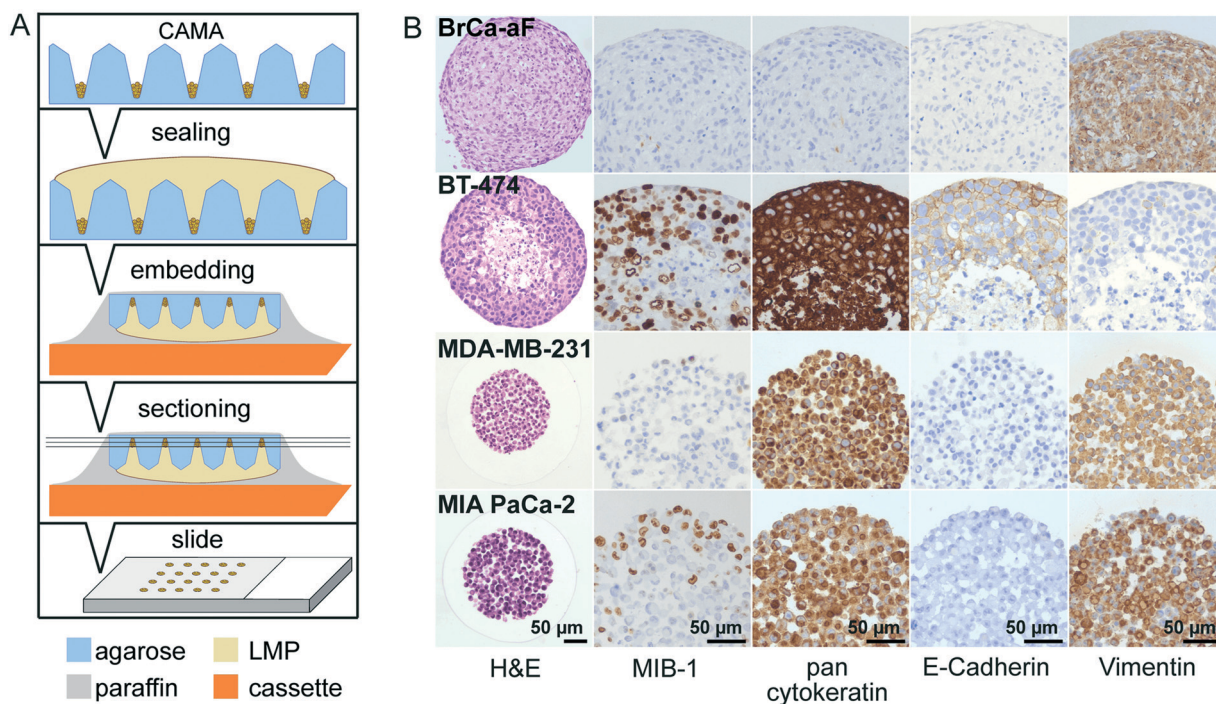 A
CAMA
sealing
embedding
sectioning
slide
agarose
LMP
paraffin
cassette
B
BrCa-aF
BT-474
MDA-MB-231
MIA PaCa-2
50 µm
50 µm
50 µm
50 µm
50 µm
H&E
MIB-1
pan
cytokeratin
E-Cadherin
Vimentin